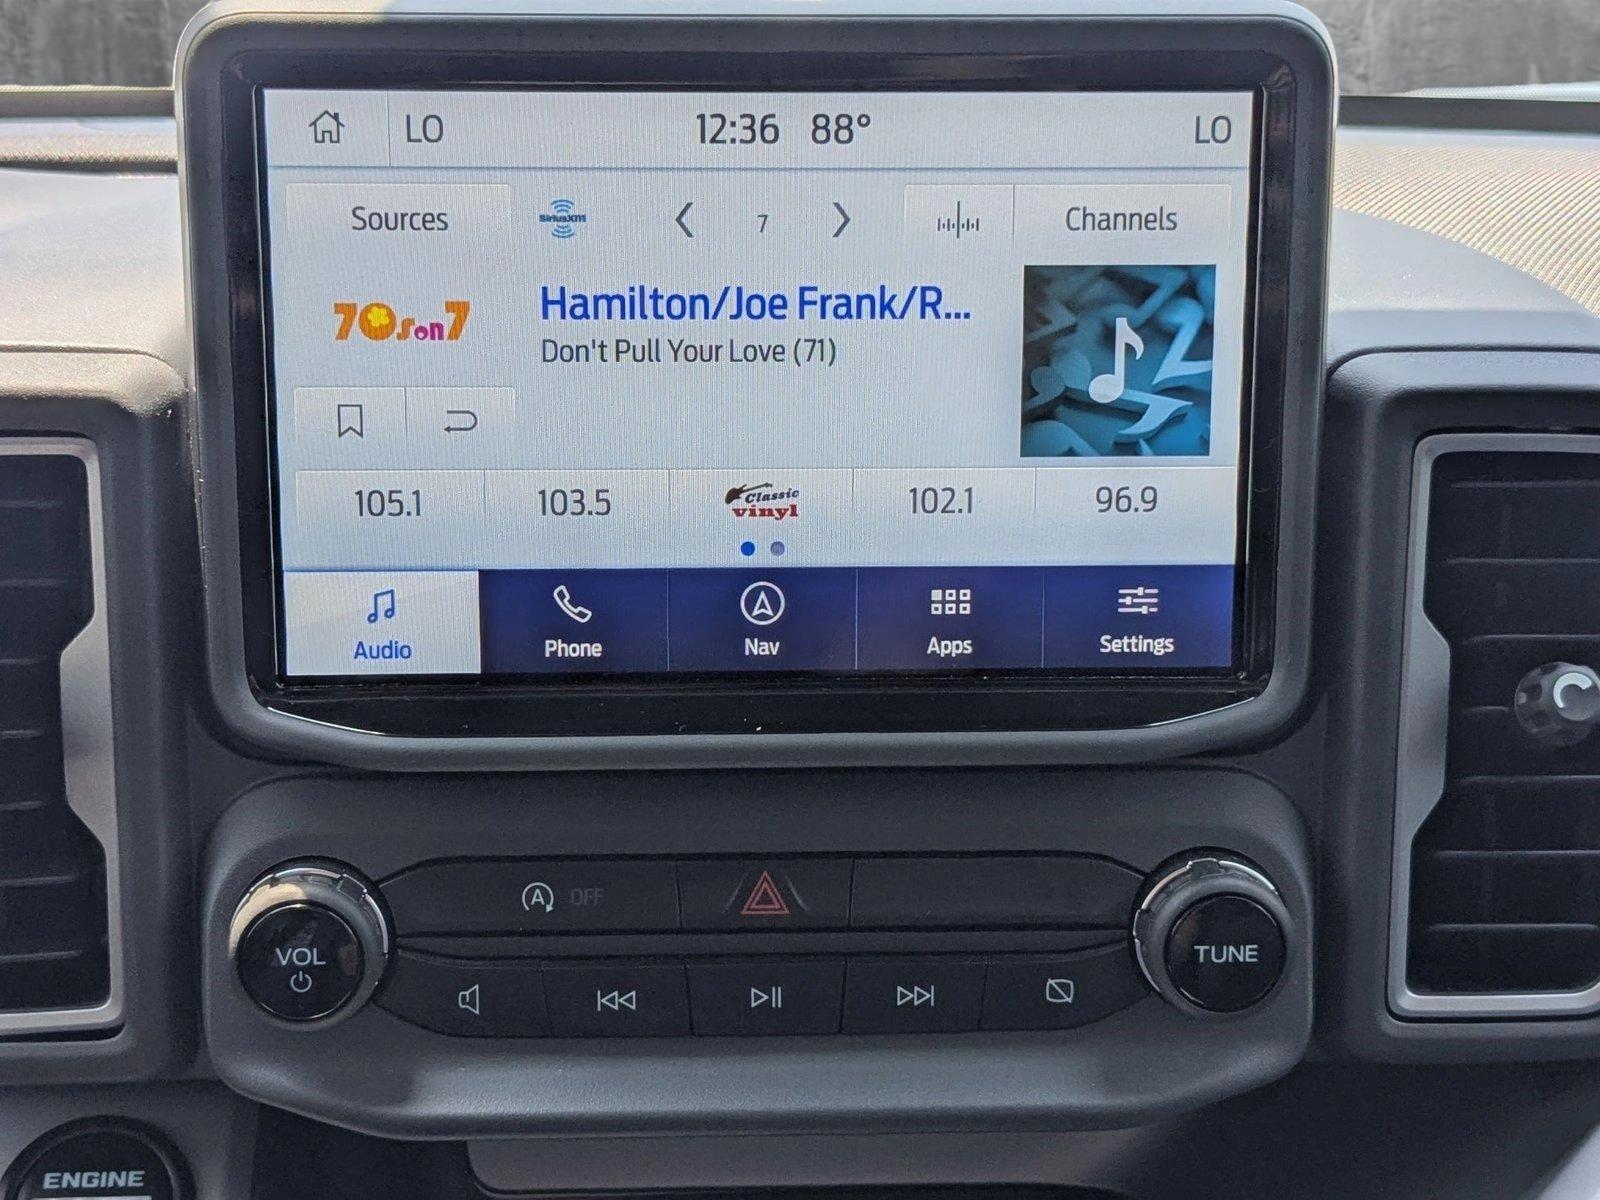 LO 12:36 88° LO
Sources SiriusXM 7 Channels
70s on 7
Hamilton/Joe Frank/R...
Don't Pull Your Love (71)
105.1 103.5 Classic vinyl 102.1 96.9
Audio Phone Nav Apps Settings
A OFF
VOL
TUNE
ENGINE